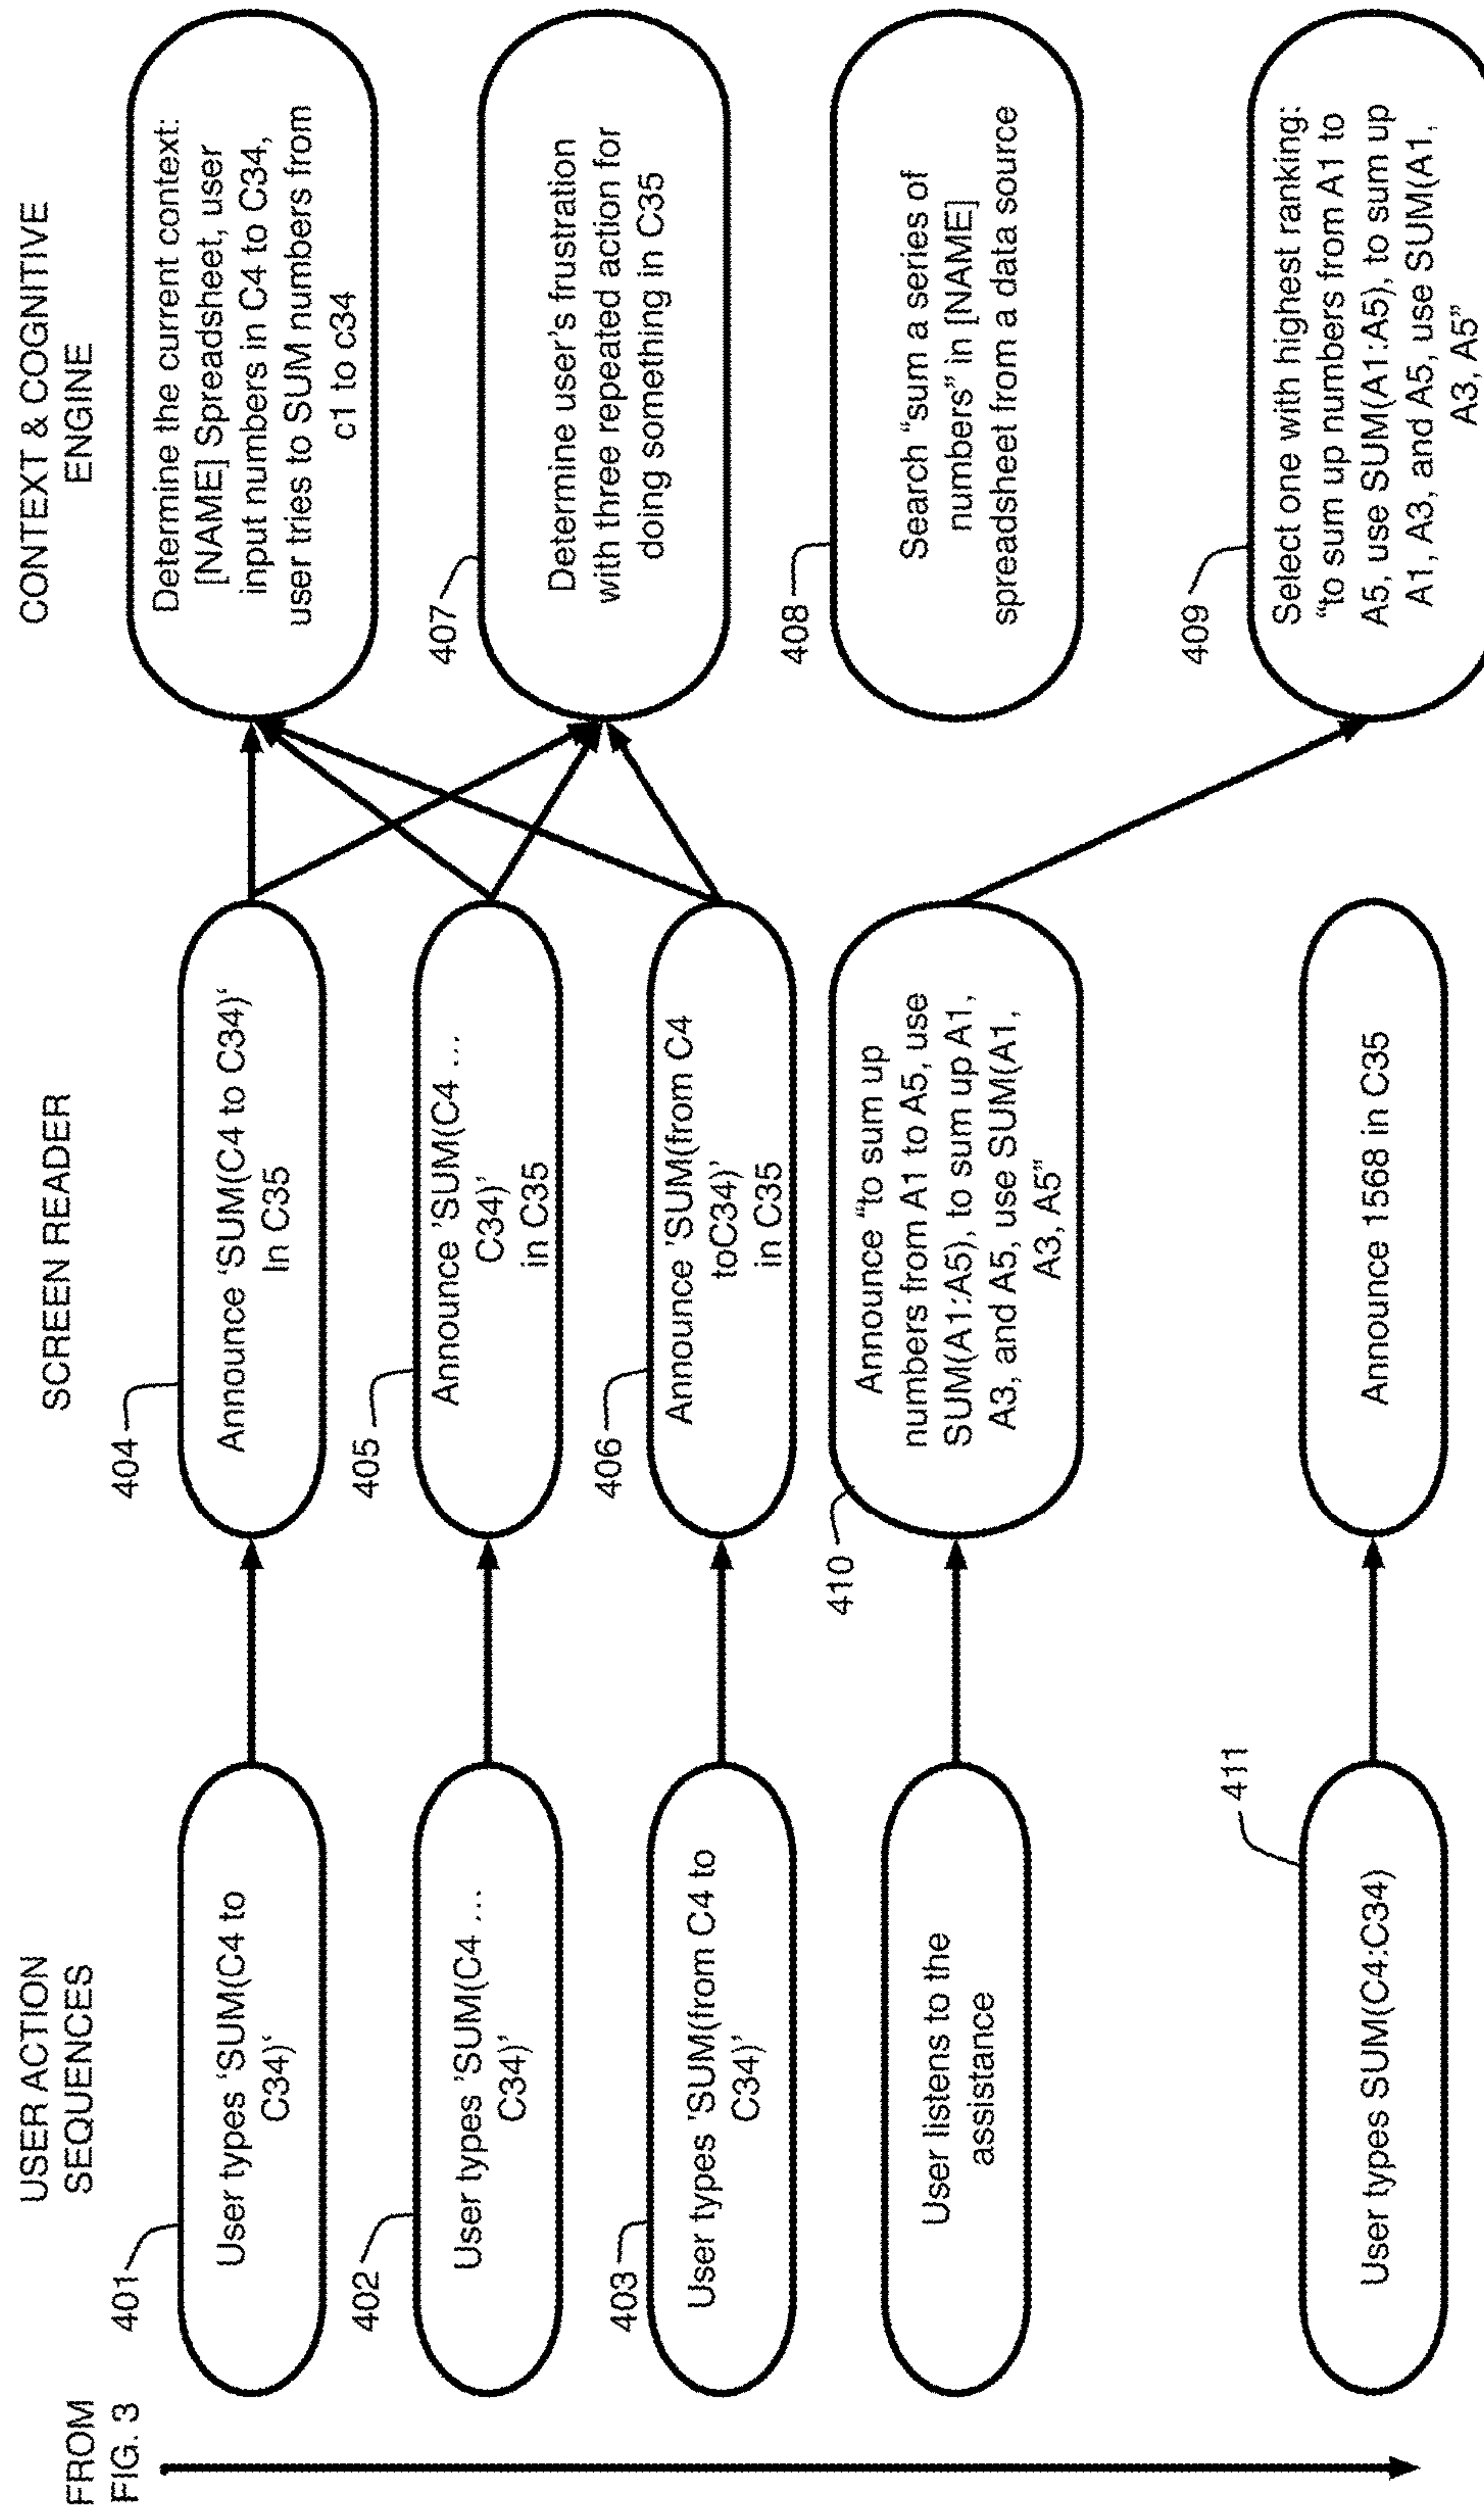 FROM
FIG. 3
USER ACTION
SEQUENCES
SCREEN READER
CONTEXT & COGNITIVE
ENGINE
401
User types ‘SUM(C4 to
C34)‘
404
Announce ‘SUM(C4 to C34)‘
In C35
Determine the current context:
[NAME] Spreadsheet, user
input numbers in C4 to C34,
user tries to SUM numbers from
c1 to c34
402
User types ’SUM(C4 ...
C34)’
405
Announce ’SUM(C4 ...
C34)’
in C35
407
Determine user’s frustration
with three repeated action for
doing something in C35
403
User types ’SUM(from C4 to
C34)’
406
Announce ’SUM(from C4
toC34)’
in C35
User listens to the
assistance
410
Announce “to sum up
numbers from A1 to A5, use
SUM(A1:A5), to sum up A1,
A3, and A5, use SUM(A1,
A3, A5”
408
Search “sum a series of
numbers” in [NAME]
spreadsheet from a data source
411
User types SUM(C4:C34)
Announce 1568 in C35
409
Select one with highest ranking:
“to sum up numbers from A1 to
A5, use SUM(A1:A5), to sum up
A1, A3, and A5, use SUM(A1,
A3, A5”